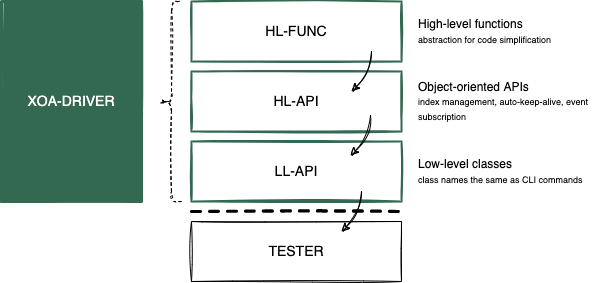 XOA-DRIVER
HL-FUNC
High-level functions
abstraction for code simplification
HL-API
Object-oriented APIs
index management, auto-keep-alive, event
subscription
LL-API
Low-level classes
class names the same as CLI commands
TESTER